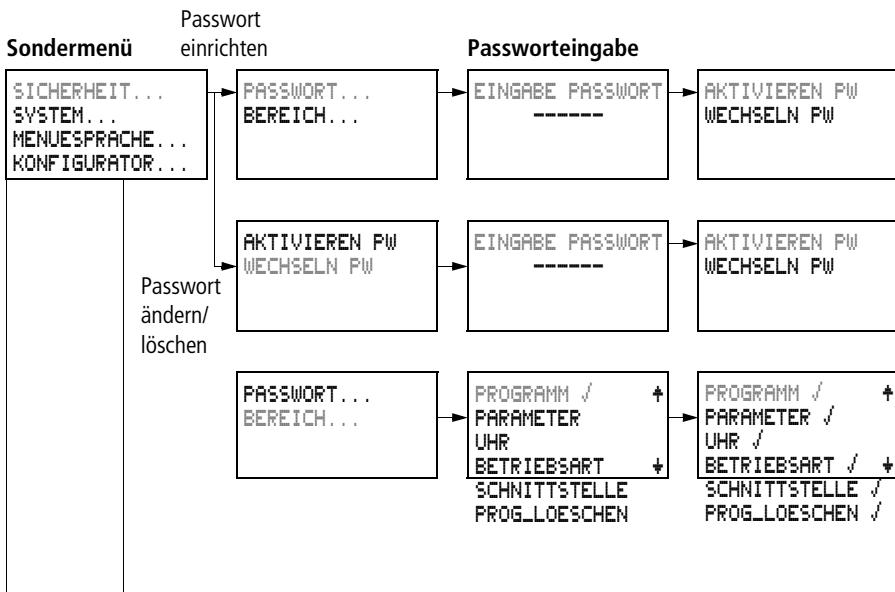 Passwort
einrichten
Sondermenü
Passworteingabe
SICHERHEIT...
SYSTEM...
MENUESPRACHE...
KONFIGURATOR...
PASSWORT...
BEREICH...
EINGABE PASSWORT
------
AKTIVIEREN PW
WECHSELN PW
Passwort
ändern/
löschen
AKTIVIEREN PW
WECHSELN PW
EINGABE PASSWORT
------
AKTIVIEREN PW
WECHSELN PW
PASSWORT...
BEREICH...
PROGRAMM √
PARAMETER
UHR
BETRIEBSART
SCHNITTSTELLE
PROG_LOESCHEN
PROGRAMM √
PARAMETER √
UHR √
BETRIEBSART √
SCHNITTSTELLE √
PROG_LOESCHEN √